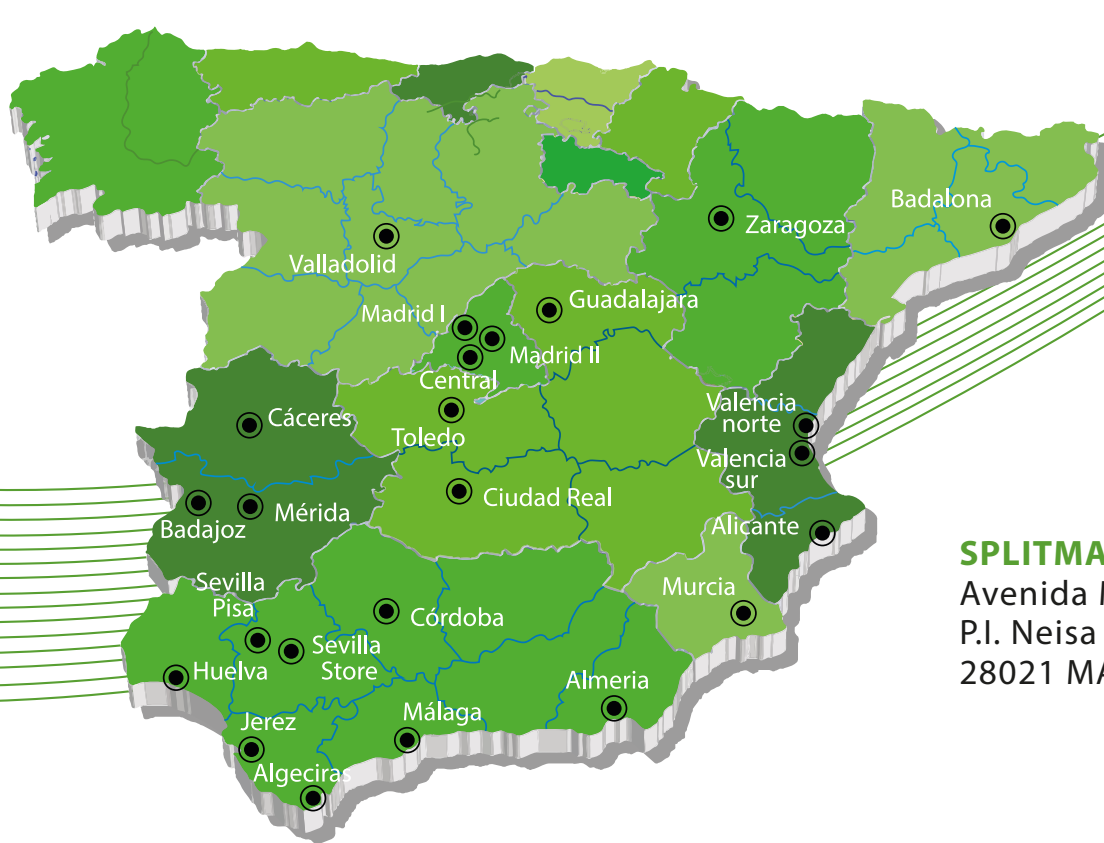 Badalona
Zaragoza
Valladolid
Guadalajara
Madrid I
Madrid II
Central
Valencia
norte
Cáceres
Toledo
Valencia
sur
Ciudad Real
Mérida
Badajoz
Alicante
SPLITMA
Avenida
P.I. Neisa
28021 MA
Sevilla
Pisa
Murcia
Córdoba
Sevilla
Store
Huelva
Almeria
Jerez
Málaga
Algeciras